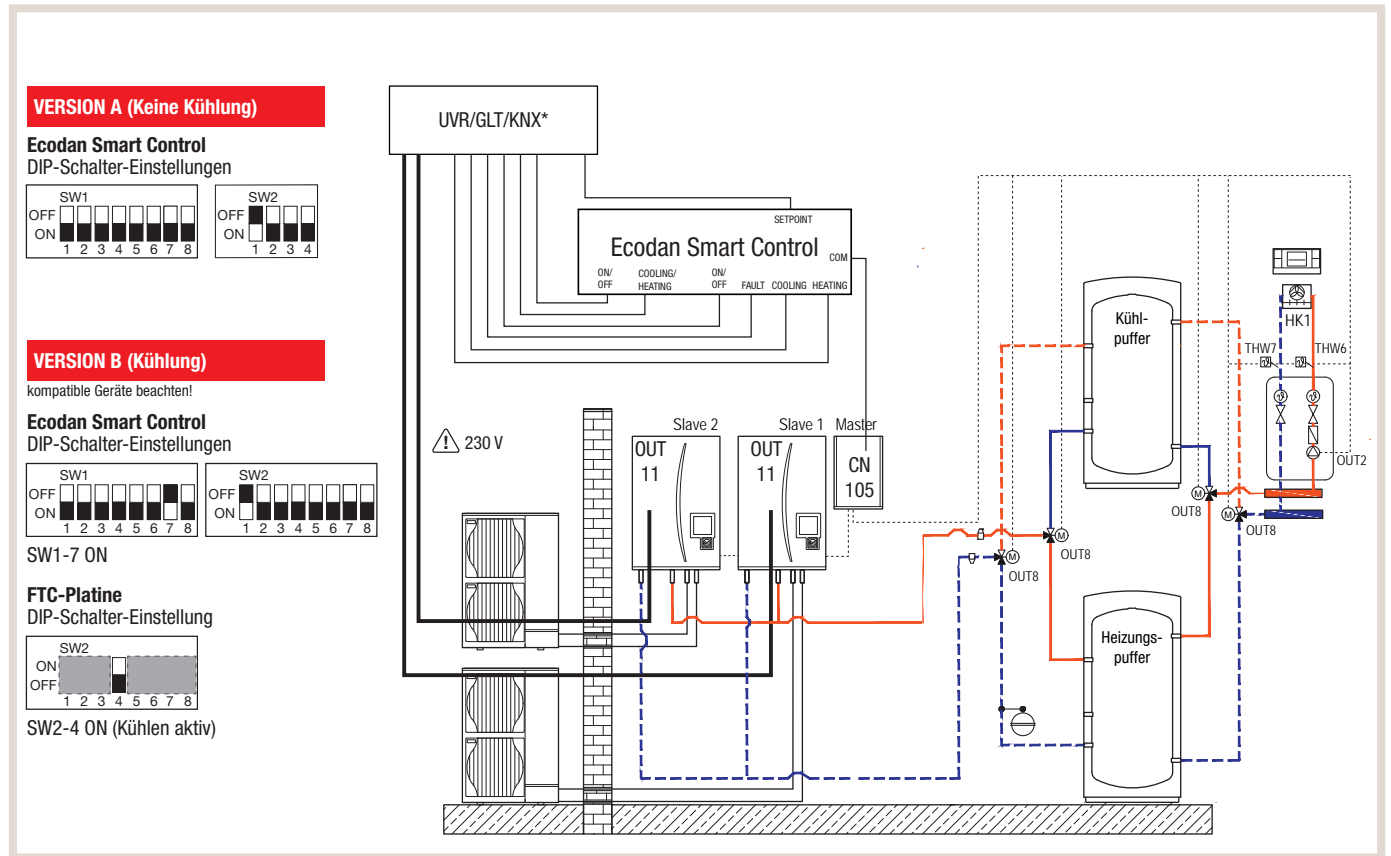 VERSION A (Keine Kühlung)
Ecodan Smart Control
DIP-Schalter-Einstellungen
SW1
OFF
ON
1 2 3 4 5 6 7 8
SW2
OFF
ON
1 2 3 4
VERSION B (Kühlung)
kompatible Geräte beachten!
Ecodan Smart Control
DIP-Schalter-Einstellungen
SW1
OFF
ON
1 2 3 4 5 6 7 8
SW2
OFF
ON
1 2 3 4 5 6 7 8
SW1-7 ON
FTC-Platine
DIP-Schalter-Einstellung
SW2
ON
OFF
1 2 3 4 5 6 7 8
SW2-4 ON (Kühlen aktiv)
UVR/GLT/KNX*
SETPOINT
Ecodan Smart Control
COM
ON/
OFF
COOLING/
HEATING
ON/
OFF
FAULT
COOLING
HEATING
230 V
Slave 2
OUT
11
Slave 1
OUT
11
Master
CN
105
Kühl-
puffer
Heizungs-
puffer
HK1
THW7
THW6
OUT2
M
OUT8
M
OUT8
M
OUT8
M
OUT8